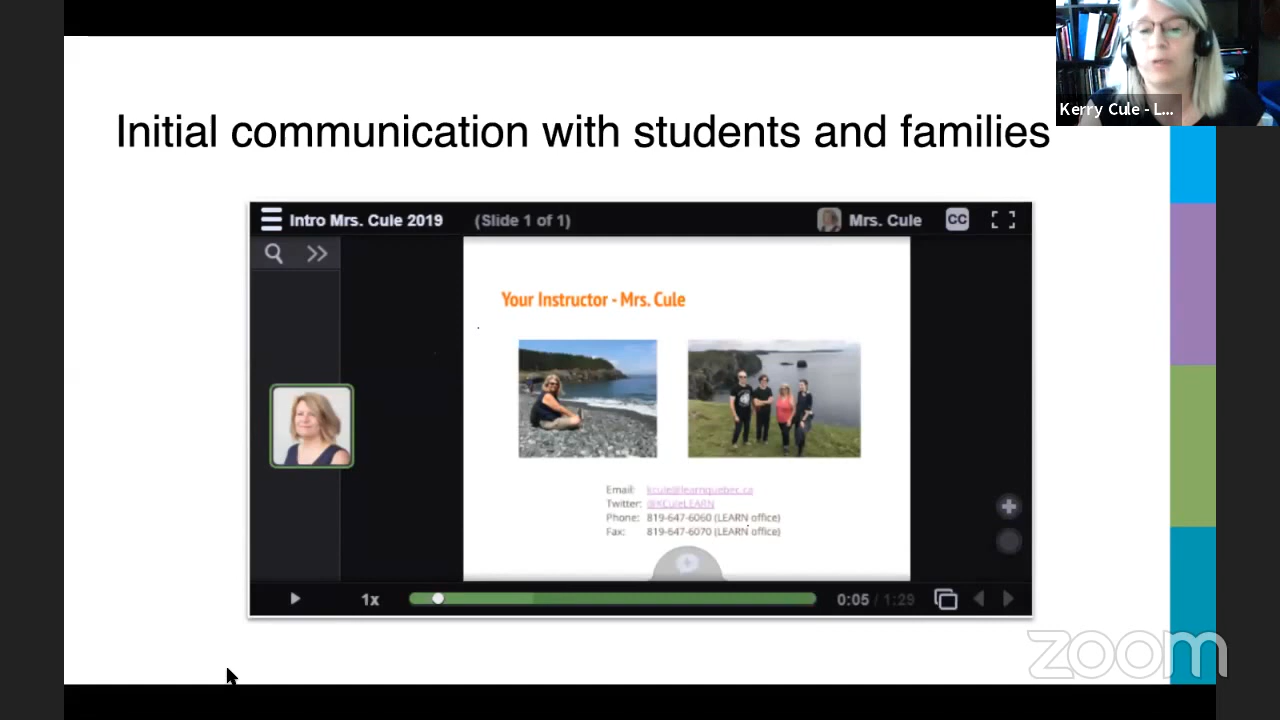 Kerry Cule - L...
Initial communication with students and families
Intro Mrs. Cule 2019 (Slide 1 of 1) Mrs. Cule CC
Your Instructor - Mrs. Cule
Email: kcule@learnquebec.ca
Twitter: @KCuleLEARN
Phone: 819-647-6060 (LEARN office)
Fax: 819-647-6070 (LEARN office)
1x 0:05 / 1:29
zoom